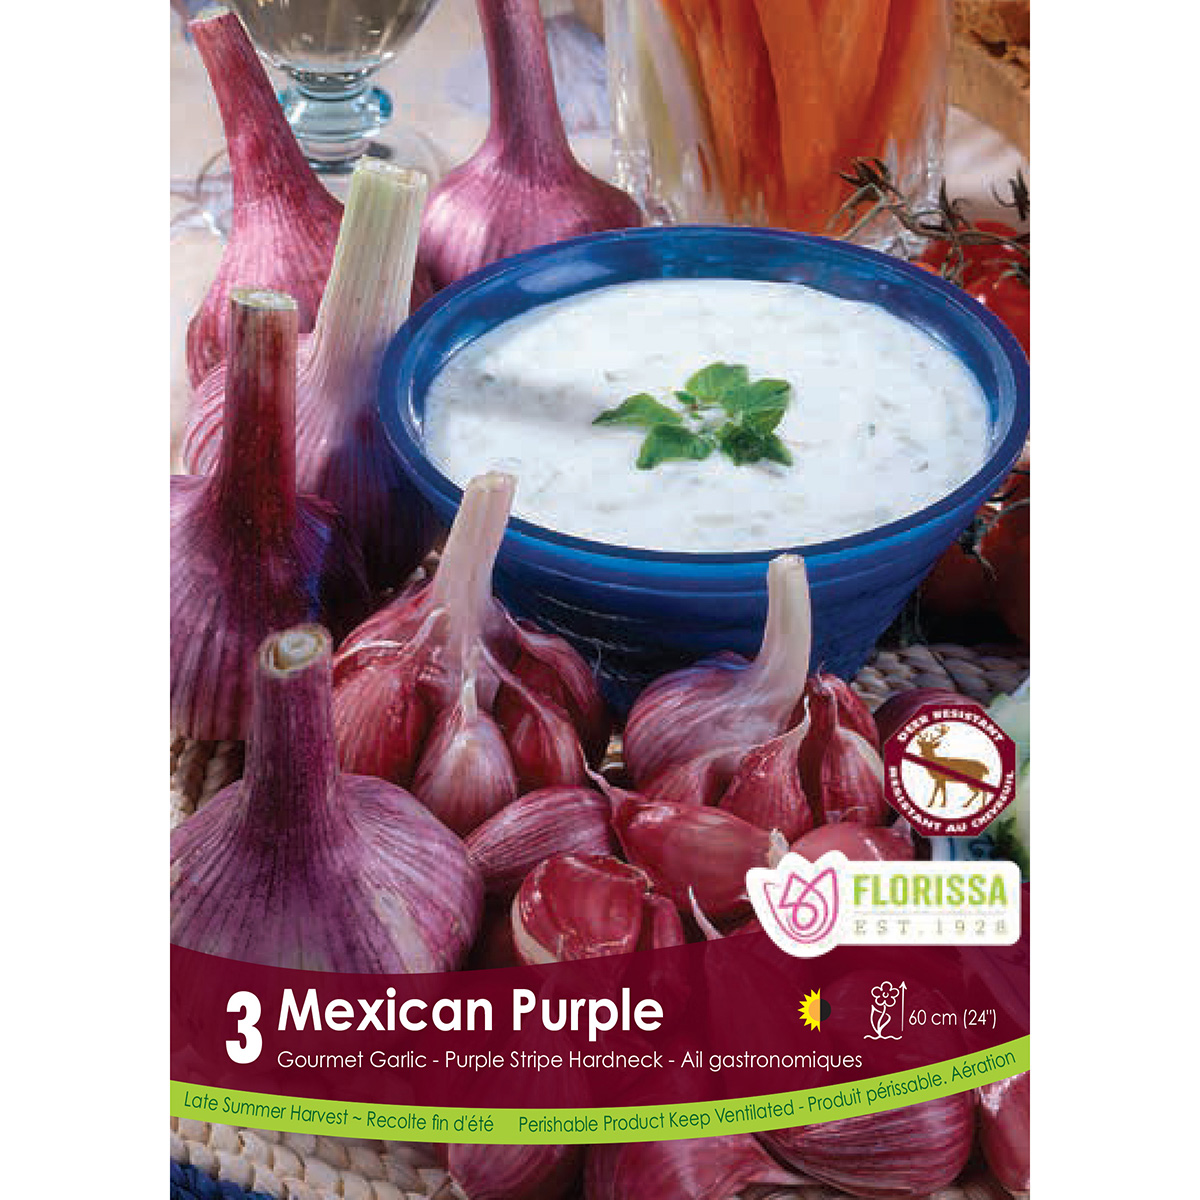 DEER RESISTANT
RESISTANT AU CHEVREUIL
FLORISSA
EST. 1928
3 Mexican Purple
60 cm (24")
Gourmet Garlic - Purple Stripe Hardneck - Ail gastronomiques
Late Summer Harvest ~ Recolte fin d'été Perishable Product Keep Ventilated - Produit périssable. Aération